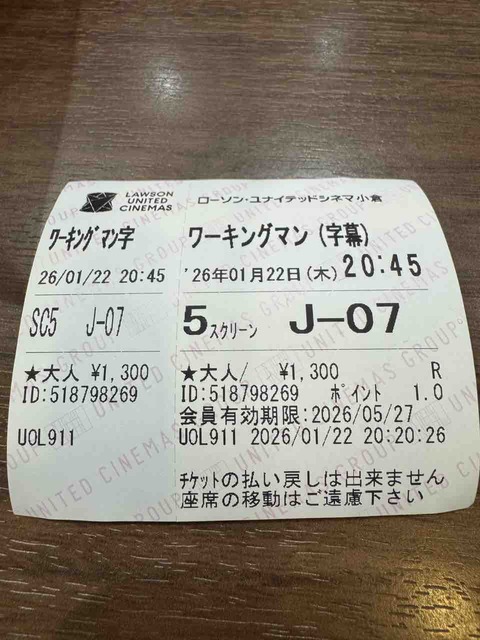 LAWSON
UNITED
CINEMAS
ワーキングマン字
26/01/22 20:45
SC5 J-07
★大人 ¥1,300
ID:518798269
UOL911
ローソン・ユナイテッドシネマ小倉
ワーキングマン(字幕)
'26年01月22日(木) 20:45
5スクリーン J-07
★大人/ ¥1,300 R
ID:518798269 ポイント 1.0
会員有効期限:2026/05/27
UOL911 2026/01/22 20:20:26
チケットの払い戻しは出来ません
座席の移動はご遠慮下さい
UNITED CINEMAS GROUP